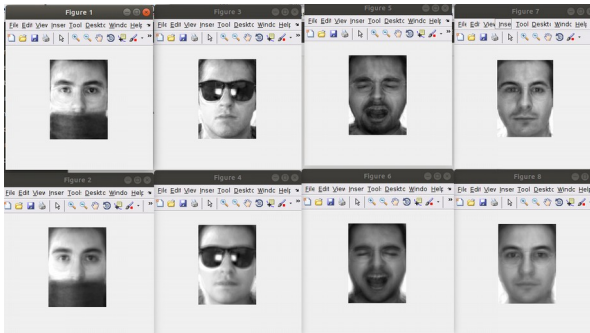 Figure 1
File Edit View Inser Tool Desktc Windo Help
Figure 3
File Edit View Inser Tool Desktc Windo Help
Figure 5
File Edit View Inser Tool Desktc Windo Help
Figure 7
File Edit View Inse Tool Desktc Windo Help
Figure 2
File Edit View Inser Tool Desktc Windo Help
Figure 4
File Edit View Inser Tool Desktc Windo Help
Figure 6
File Edit View Inser Tool Desktc Windo Help
Figure 8
File Edit View Inser Tool Desktc Windo Help